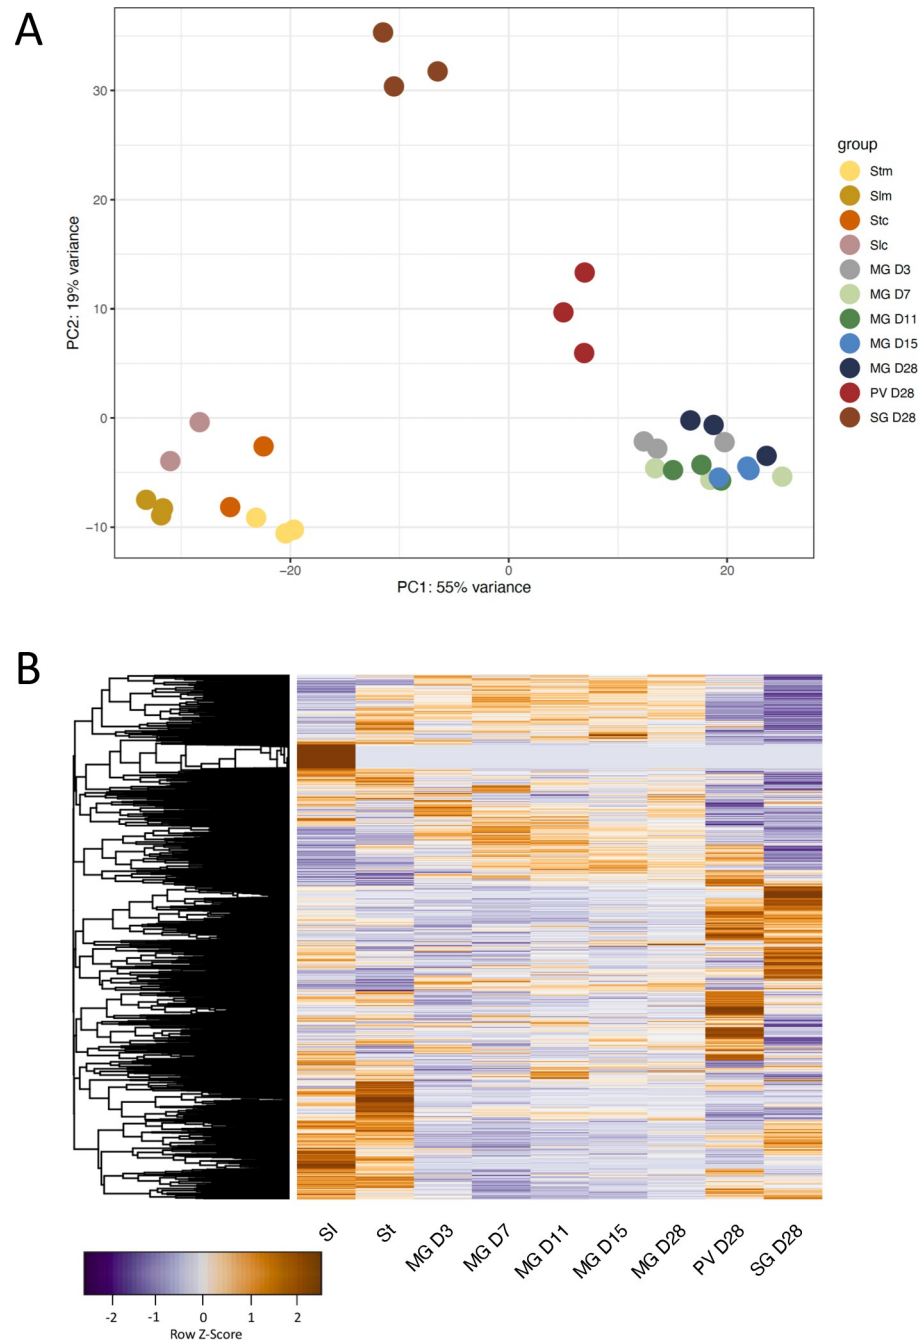 A
PC2: 19% variance
30
20
10
0
−10
−20
0
20
PC1: 55% variance
group
Stm
Slm
Stc
Slc
MG D3
MG D7
MG D11
MG D15
MG D28
PV D28
SG D28
B
Sl
St
MG D3
MG D7
MG D11
MG D15
MG D28
PV D28
SG D28
-2 -1 0 1 2
Row Z-Score